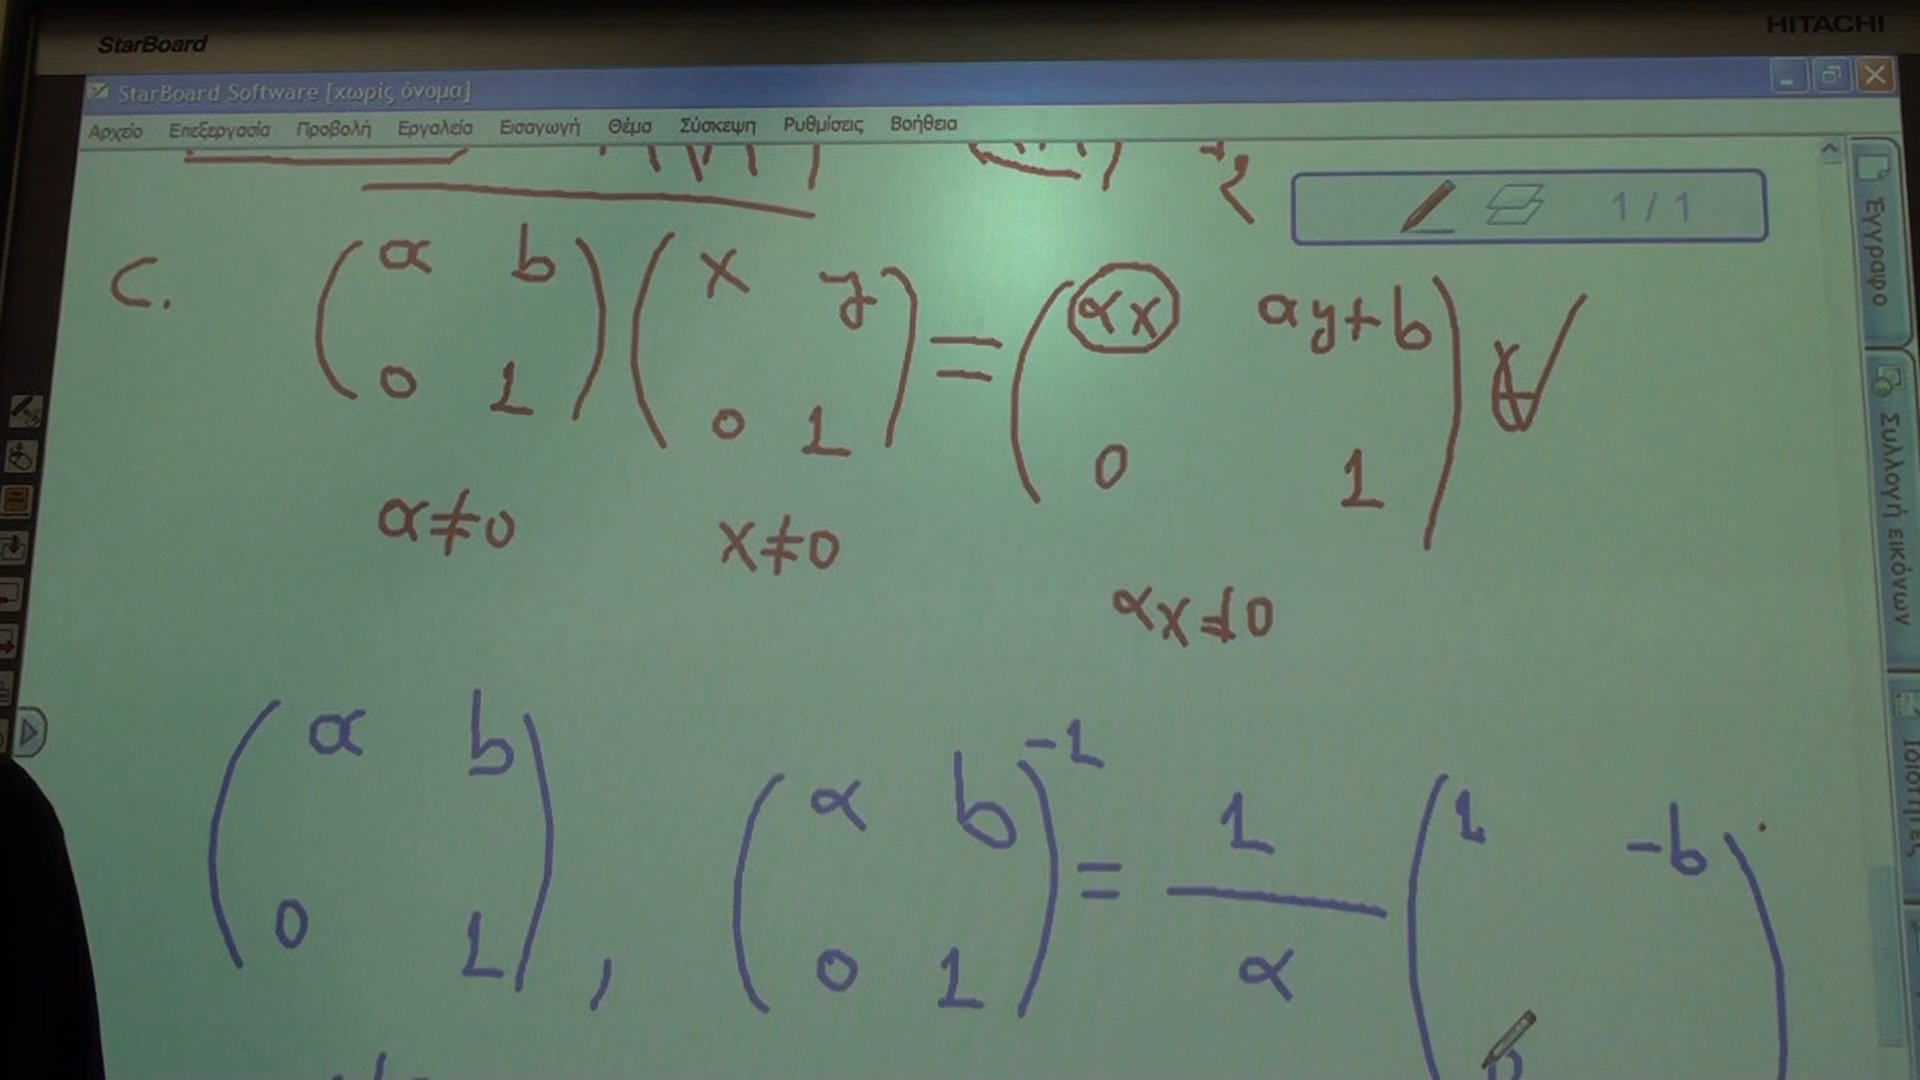 StarBoard
HITACHI
StarBoard Software [χωρίς όνομα]
Αρχείο Επεξεργασία Προβολή Εργαλεία Εισαγωγή Θέμα Σύσκεψη Ρυθμίσεις Βοήθεια
1 / 1
Έγγραφο
Συλλογή εικόνων
Ιδιότητες
C. ( α b ) ( x y ) = ( αx αy+b )
0 1 0 1 0 1
α≠0 x≠0
αx≠0
( α b ) ( α b )⁻¹ = 1 ( 1 -b )
0 1 , 0 1 α